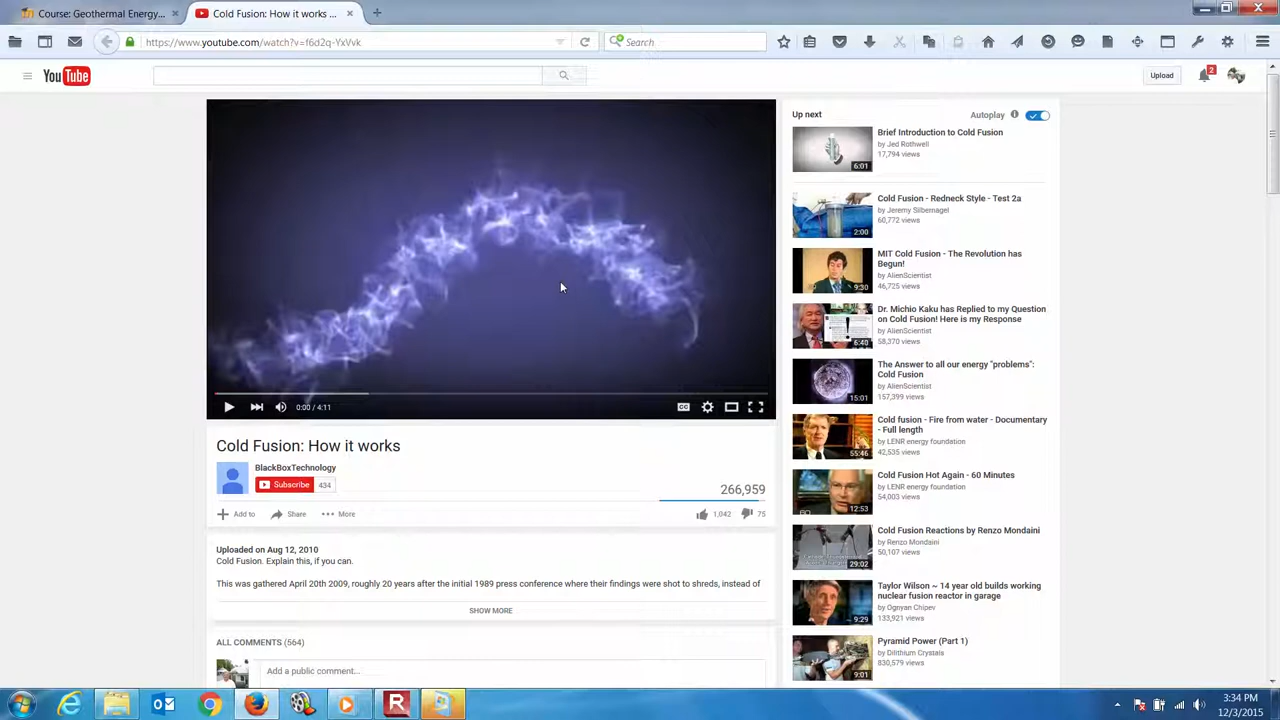 Course: Geothermal Energy...
Cold Fusion: How it works ...
https://www.youtube.com/watch?v=f6d2q-YxVvk
Search
YouTube
Upload
2
Up next
Autoplay
Brief Introduction to Cold Fusion
by Jed Rothwell
17,794 views
6:01
Cold Fusion - Redneck Style - Test 2a
by Jeremy Silbernagel
60,772 views
2:00
MIT Cold Fusion - The Revolution has
Begun!
by AlienScientist
46,725 views
9:30
Dr. Michio Kaku has Replied to my Question
on Cold Fusion! Here is my Response
by AlienScientist
58,370 views
6:40
The Answer to all our energy "problems":
Cold Fusion
by AlienScientist
157,399 views
15:01
Cold fusion - Fire from water - Documentary
- Full length
by LENR energy foundation
42,535 views
55:46
Cold Fusion Hot Again - 60 Minutes
by LENR energy foundation
54,003 views
12:53
Cold Fusion Reactions by Renzo Mondaini
by Renzo Mondaini
50,107 views
29:02
Taylor Wilson ~ 14 year old builds working
nuclear fusion reactor in garage
by Ognyan Chipev
133,921 views
9:29
Pyramid Power (Part 1)
by Dilithium Crystals
830,579 views
9:01
0:00 / 4:11
CC
Cold Fusion: How it works
BlackBoxTechnology
Subscribe 434
266,959
Add to Share More
1,042 75
Uploaded on Aug 12, 2010
Cold Fusion. Explain this, if you can.
This was gathered April 20th 2009, roughly 20 years after the initial 1989 press conference where their findings were shot to shreds, instead of
SHOW MORE
ALL COMMENTS (564)
Add a public comment...
3:34 PM
12/3/2015